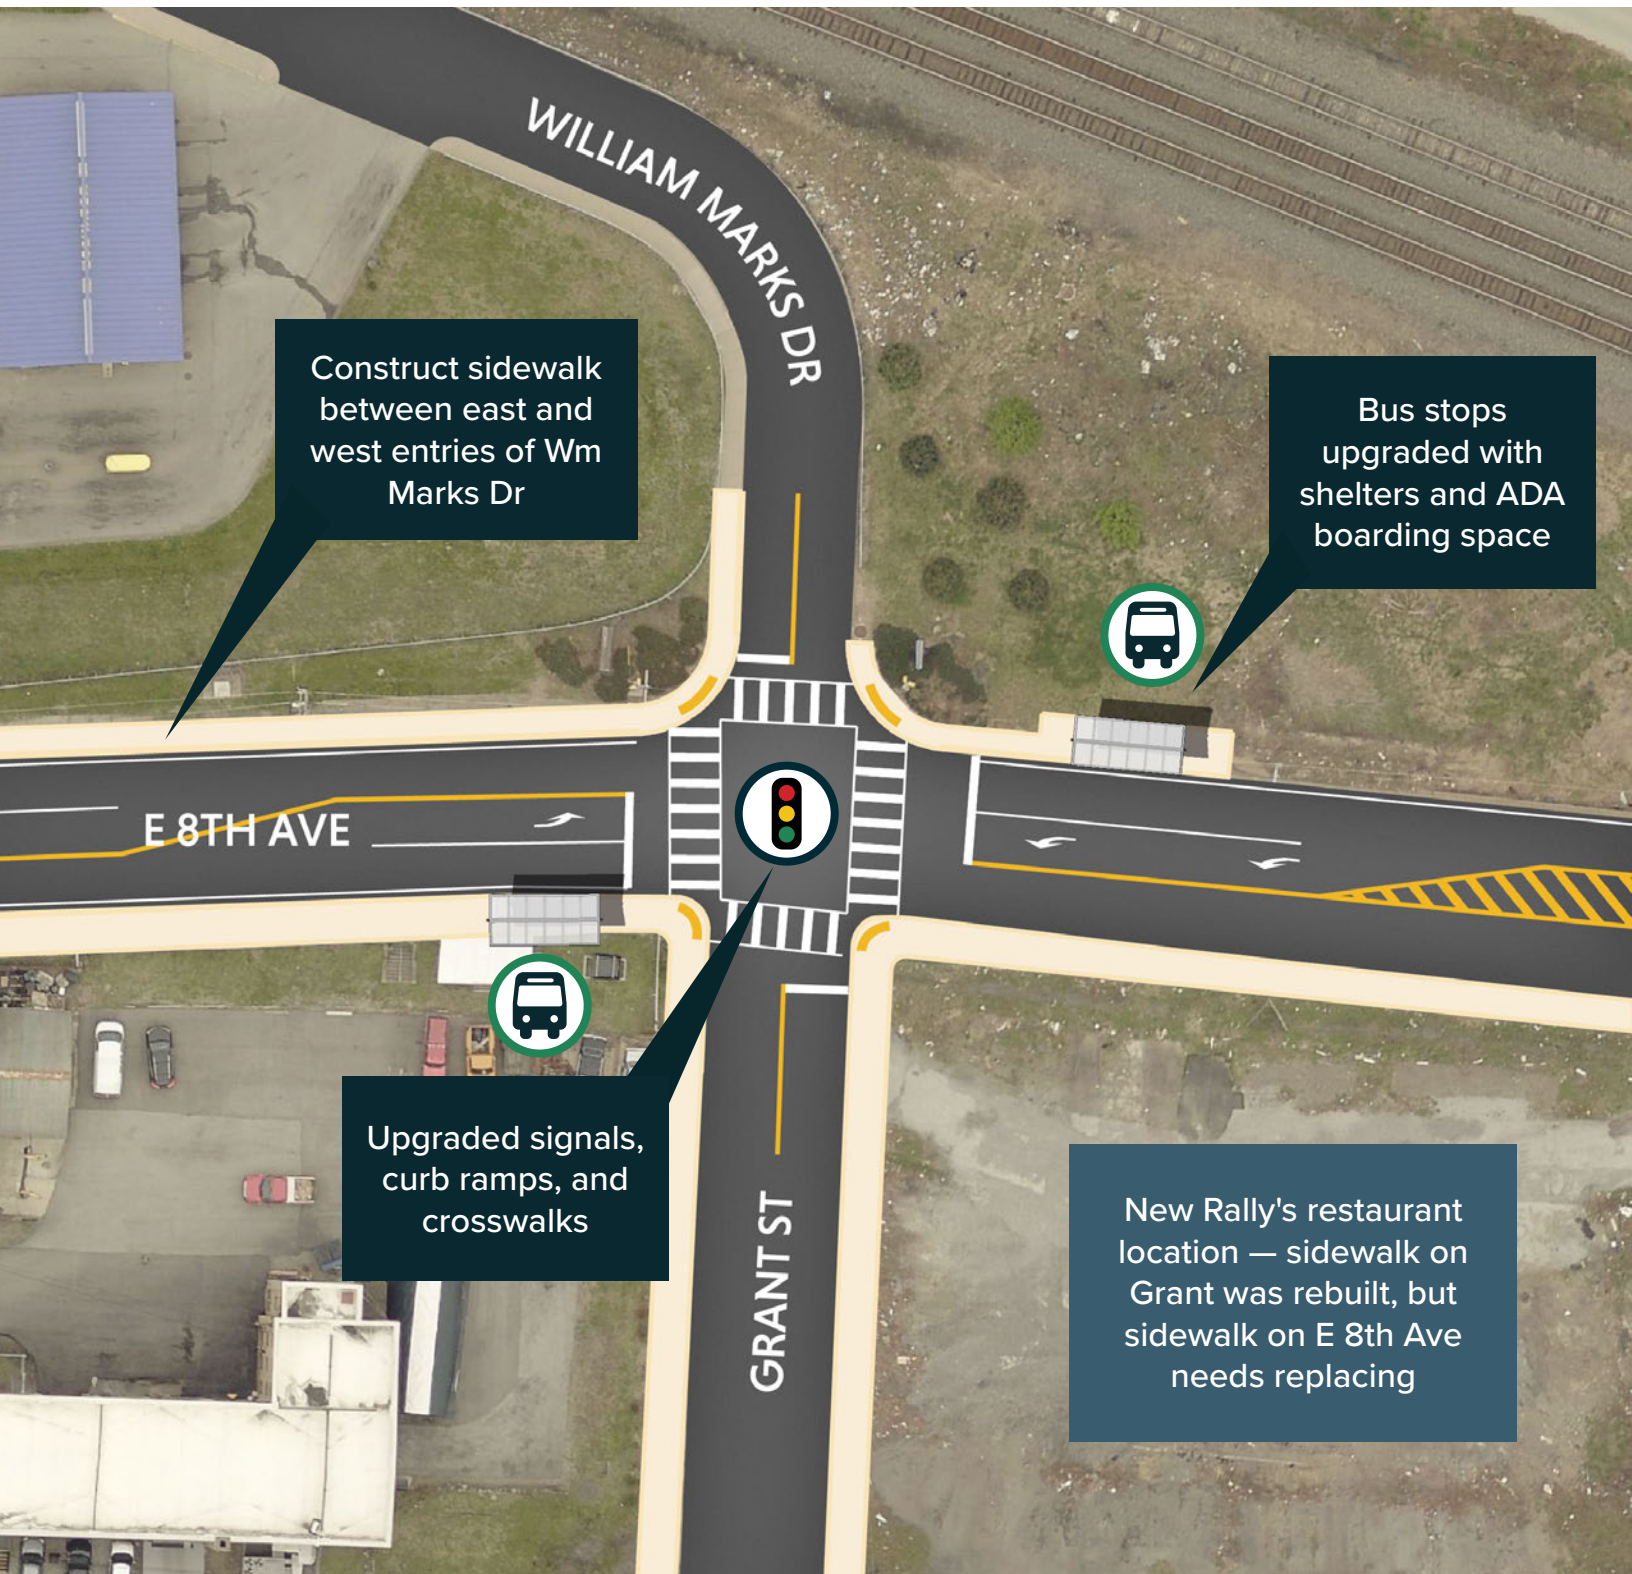 WILLIAM MARKS DR
Construct sidewalk
between east and
west entries of Wm
Marks Dr
Bus stops
upgraded with
shelters and ADA
boarding space
E 8TH AVE
Upgraded signals,
curb ramps, and
crosswalks
GRANT ST
New Rally's restaurant
location — sidewalk on
Grant was rebuilt, but
sidewalk on E 8th Ave
needs replacing